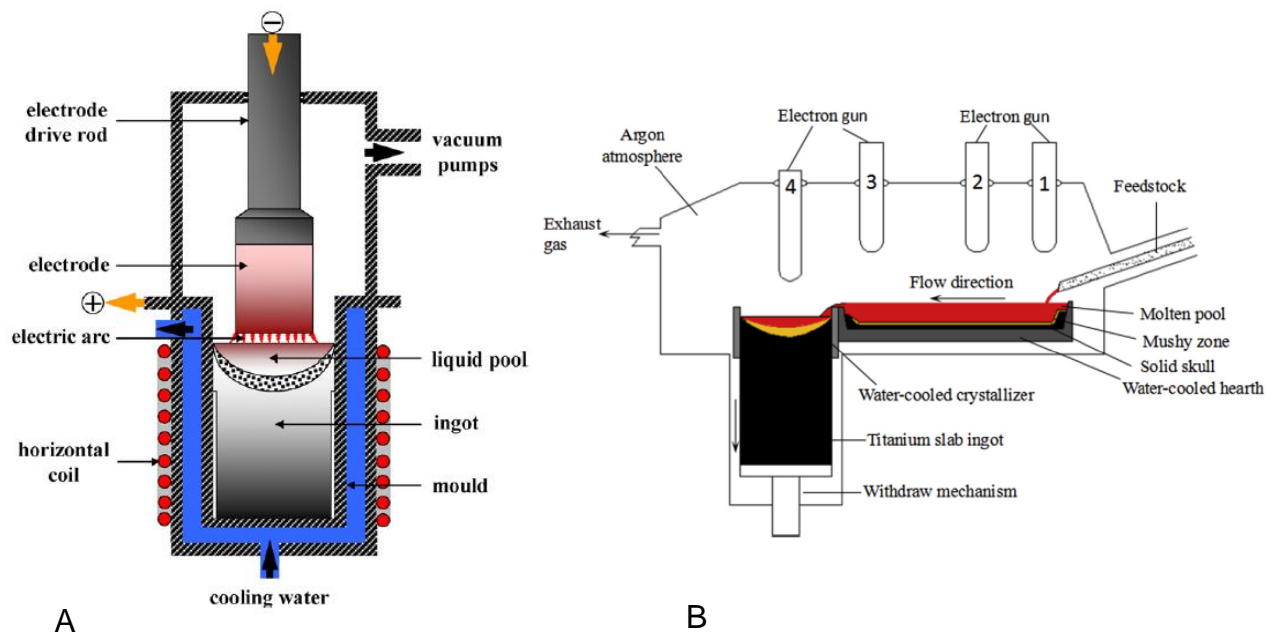 −
electrode
drive rod
vacuum
pumps
electrode
+
electric arc
liquid pool
ingot
horizontal
coil
mould
cooling water
A
Electron gun
Electron gun
Argon
atmosphere
4
3
2
1
Feedstock
Exhaust
gas
Flow direction
Molten pool
Mushy zone
Solid skull
Water-cooled hearth
Water-cooled crystallizer
Titanium slab ingot
Withdraw mechanism
B